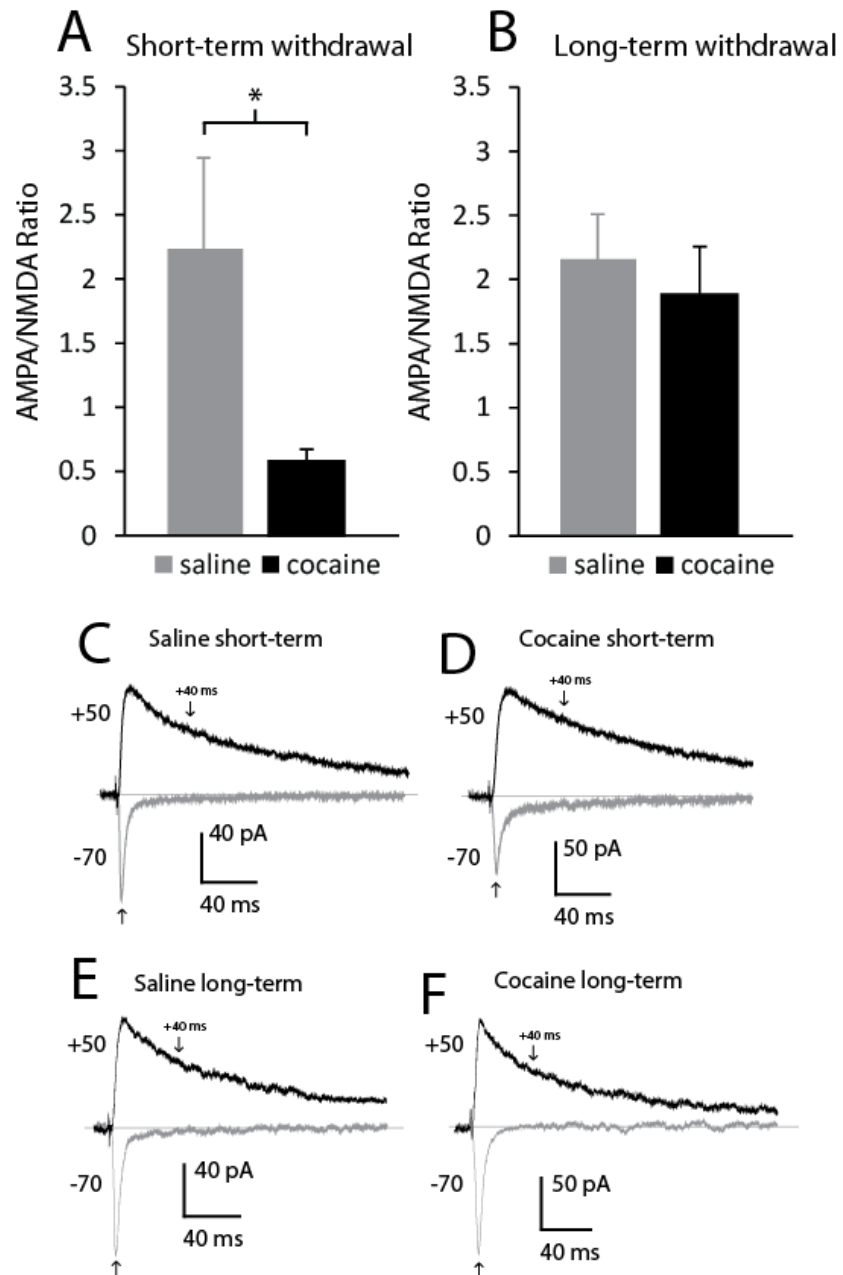 A
Short-term withdrawal
3.5
3
2.5
2
1.5
1
0.5
0
AMPA/NMDA Ratio
*
saline cocaine
B
Long-term withdrawal
3.5
3
2.5
2
1.5
1
0.5
0
AMPA/NMDA Ratio
saline cocaine
C
Saline short-term
+40 ms
+50
-70
40 pA
40 ms
D
Cocaine short-term
+40 ms
+50
-70
50 pA
40 ms
E
Saline long-term
+40 ms
+50
-70
40 pA
40 ms
F
Cocaine long-term
+40 ms
+50
-70
50 pA
40 ms